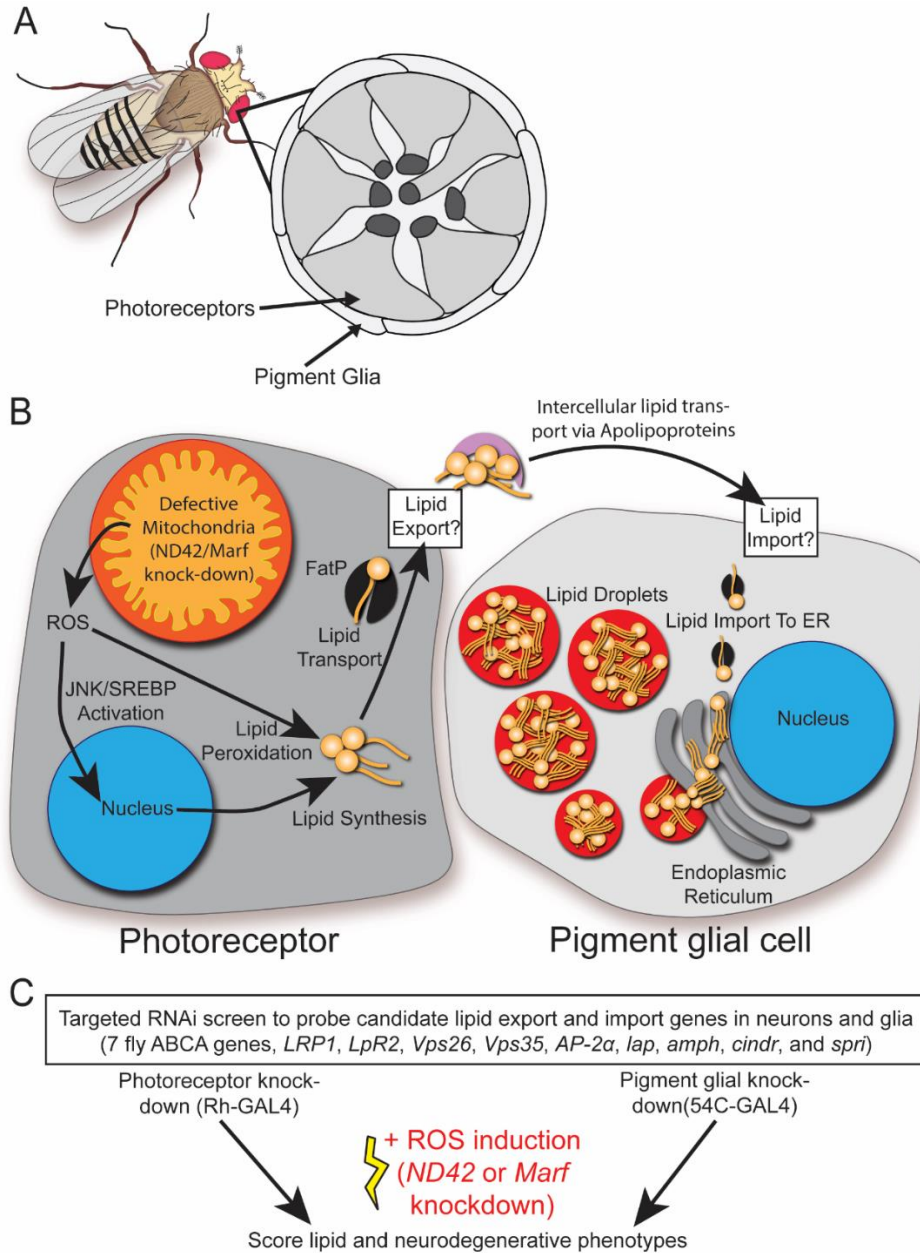 A
Photoreceptors
Pigment Glia
B
Intercellular lipid trans-
port via Apolipoproteins
Defective
Mitochondria
(ND42/Marf
knock-down)
Lipid
Export?
Lipid
Import?
FatP
Lipid
Transport
ROS
JNK/SREBP
Activation
Lipid
Peroxidation
Nucleus
Lipid Synthesis
Lipid Droplets
Lipid Import To ER
Nucleus
Endoplasmic
Reticulum
Photoreceptor
Pigment glial cell
C
Targeted RNAi screen to probe candidate lipid export and import genes in neurons and glia
(7 fly ABCA genes, LRP1, LpR2, Vps26, Vps35, AP-2α, lap, amph, cindr, and spri)
Photoreceptor knock-
down (Rh-GAL4)
Pigment glial knock-
down(54C-GAL4)
+ ROS induction
(ND42 or Marf
knockdown)
Score lipid and neurodegenerative phenotypes